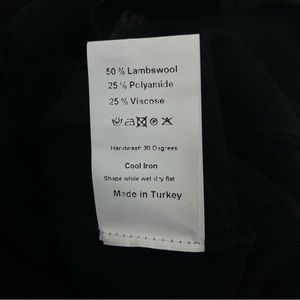 50 % Lambswool
25 % Polyamide
25 % Viscose
Handwash 30 Degrees
Cool Iron
Shape while wet dry flat
Made in Turkey